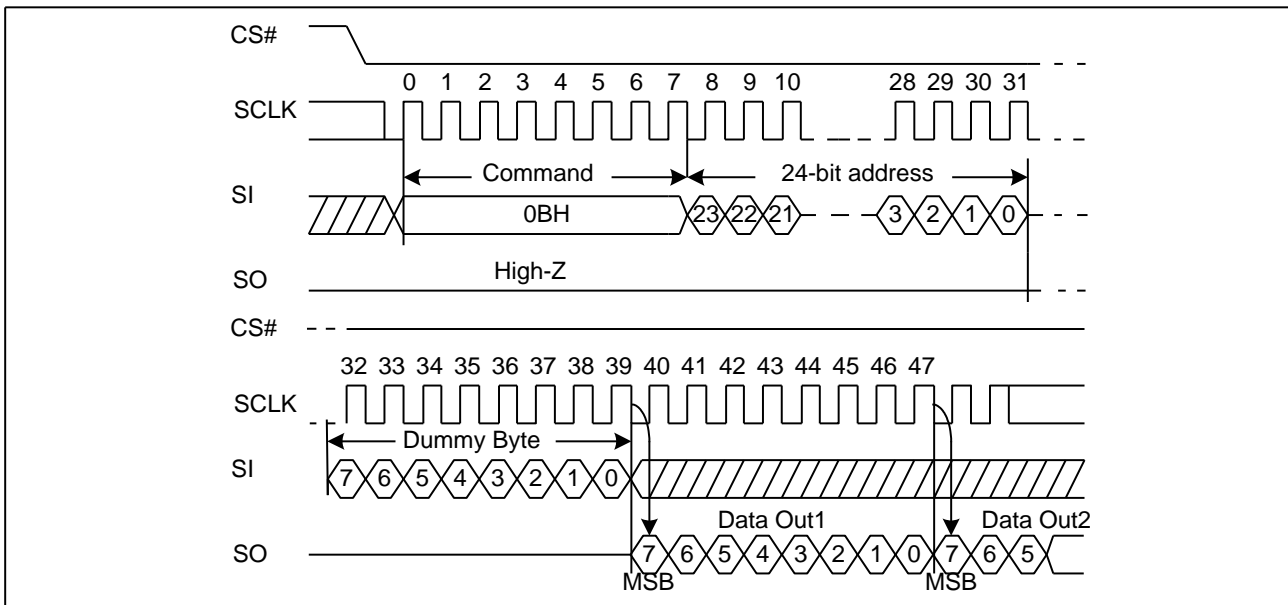 CS#
0 1 2 3 4 5 6 7 8 9 10 28 29 30 31
SCLK
Command 24-bit address
SI
0BH 23 22 21 3 2 1 0
High-Z
SO
CS#
32 33 34 35 36 37 38 39 40 41 42 43 44 45 46 47
SCLK
Dummy Byte
SI
7 6 5 4 3 2 1 0
Data Out1 Data Out2
SO
7 6 5 4 3 2 1 0 7 6 5
MSB MSB